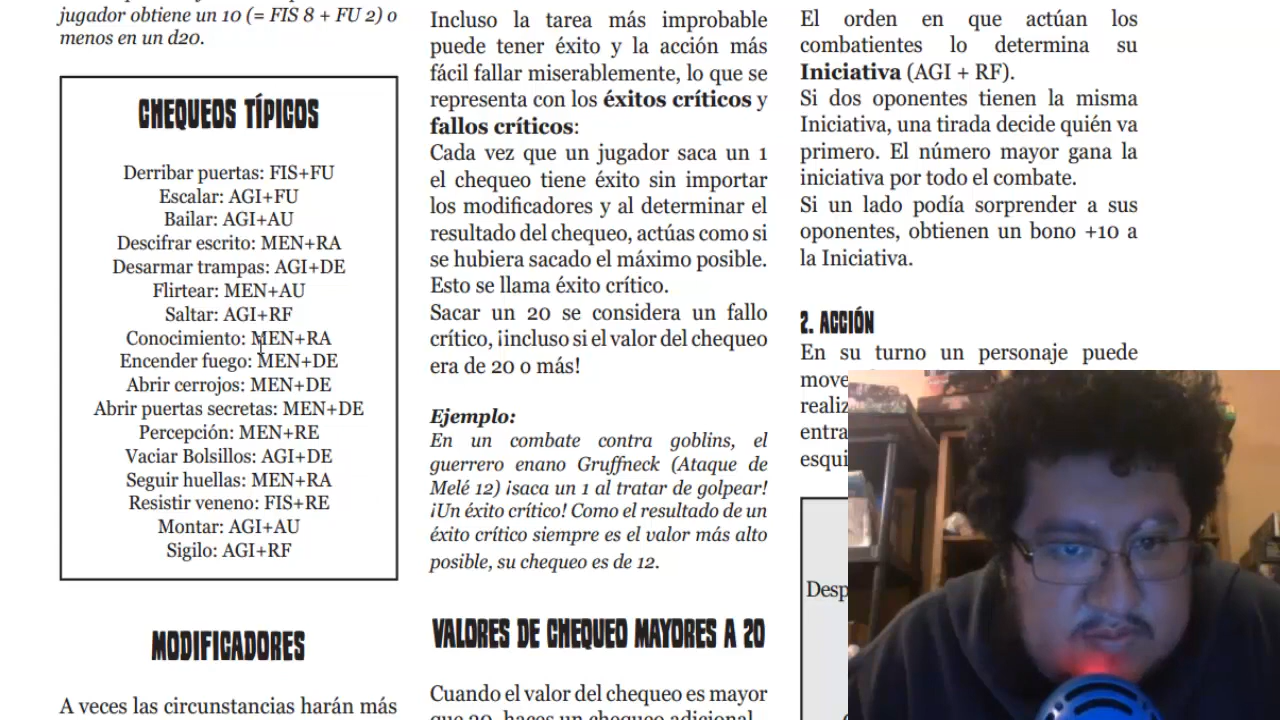 jugador obtiene un 10 (= FIS 8 + FU 2) o
menos en un d20.
CHEQUEOS TÍPICOS
Derribar puertas: FIS+FU
Escalar: AGI+FU
Bailar: AGI+AU
Descifrar escrito: MEN+RA
Desarmar trampas: AGI+DE
Flirtear: MEN+AU
Saltar: AGI+RF
Conocimiento: MEN+RA
Encender fuego: MEN+DE
Abrir cerrojos: MEN+DE
Abrir puertas secretas: MEN+DE
Percepción: MEN+RE
Vaciar Bolsillos: AGI+DE
Seguir huellas: MEN+RA
Resistir veneno: FIS+RE
Montar: AGI+AU
Sigilo: AGI+RF
MODIFICADORES
A veces las circunstancias harán más
Incluso la tarea más improbable
puede tener éxito y la acción más
fácil fallar miserablemente, lo que se
representa con los éxitos críticos y
fallos críticos:
Cada vez que un jugador saca un 1
el chequeo tiene éxito sin importar
los modificadores y al determinar el
resultado del chequeo, actúas como si
se hubiera sacado el máximo posible.
Esto se llama éxito crítico.
Sacar un 20 se considera un fallo
crítico, ¡incluso si el valor del chequeo
era de 20 o más!
Ejemplo:
En un combate contra goblins, el
guerrero enano Gruffneck (Ataque de
Melé 12) ¡saca un 1 al tratar de golpear!
¡Un éxito crítico! Como el resultado de un
éxito crítico siempre es el valor más alto
posible, su chequeo es de 12.
VALORES DE CHEQUEO MAYORES A 20
Cuando el valor del chequeo es mayor
que 20, haces un chequeo adicional
El orden en que actúan los
combatientes lo determina su
Iniciativa (AGI + RF).
Si dos oponentes tienen la misma
Iniciativa, una tirada decide quién va
primero. El número mayor gana la
iniciativa por todo el combate.
Si un lado podía sorprender a sus
oponentes, obtienen un bono +10 a
la Iniciativa.
2. ACCIÓN
En su turno un personaje puede
move
realiz
entra
esqui
Desp